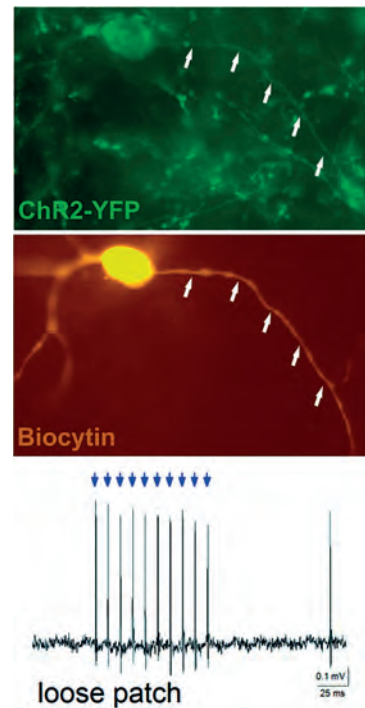 ChR2-YFP
Biocytin
0.1 mV
25 ms
loose patch